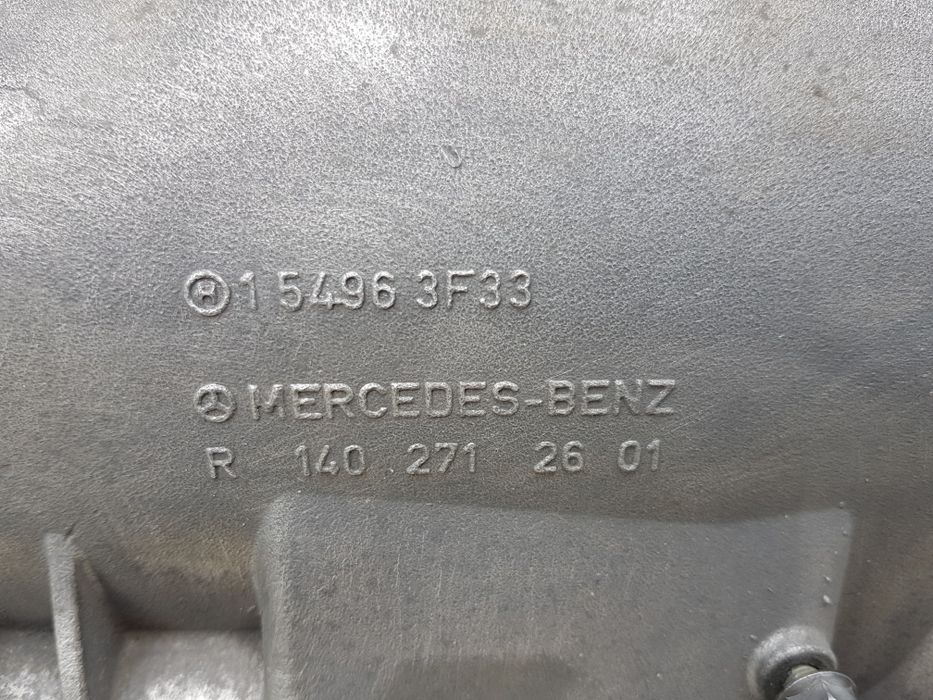 1 5496 3F33
MERCEDES-BENZ
R 140 271 26 01